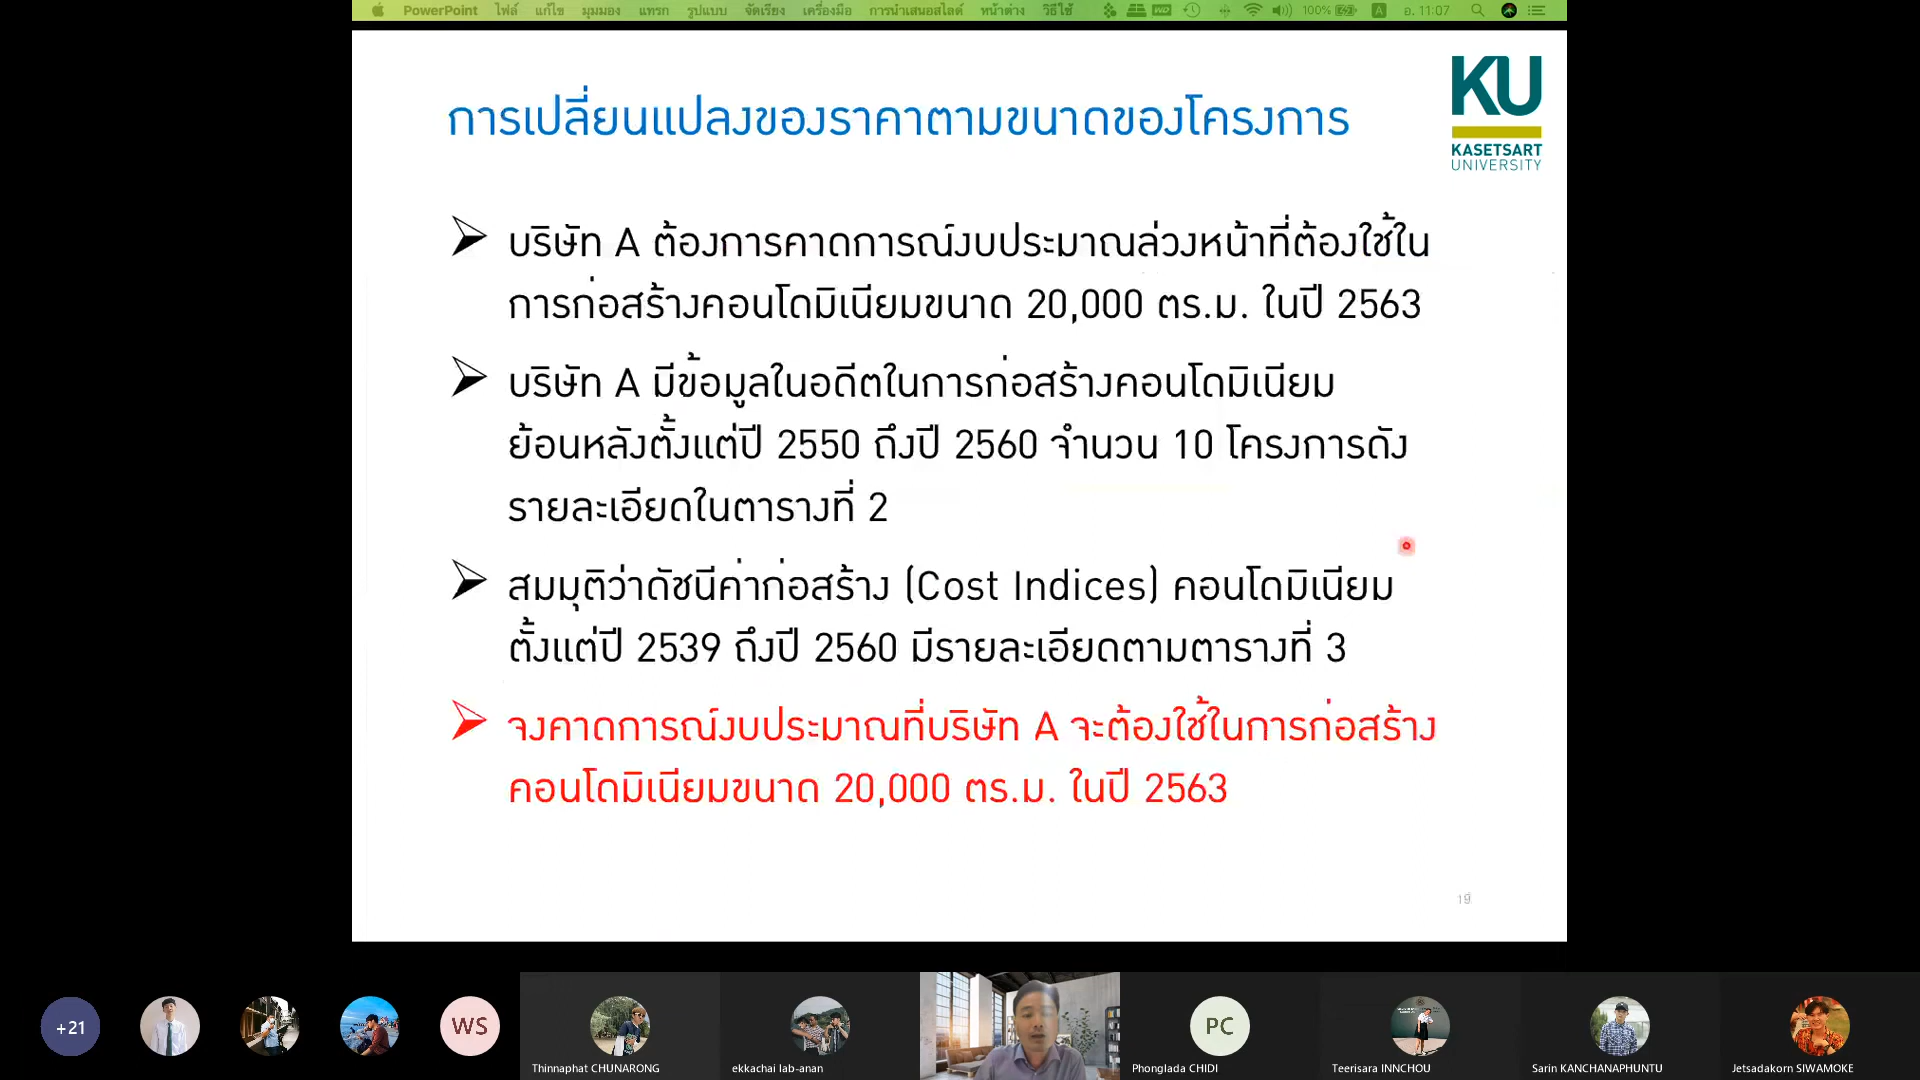 PowerPoint ไฟล์ แก้ไข มุมมอง แทรก รูปแบบ จัดเรียง เครื่องมือ การนำเสนอสไลด์ หน้าต่าง วิธีใช้ 100% A อ. 11:07
KU
KASETSART
UNIVERSITY
การเปลี่ยนแปลงของราคาตามขนาดของโครงการ
บริษัท A ต้องการคาดการณ์งบประมาณล่วงหน้าที่ต้องใช้ใน
การก่อสร้างคอนโดมิเนียมขนาด 20,000 ตร.ม. ในปี 2563
บริษัท A มีข้อมูลในอดีตในการก่อสร้างคอนโดมิเนียม
ย้อนหลังตั้งแต่ปี 2550 ถึงปี 2560 จำนวน 10 โครงการดัง
รายละเอียดในตารางที่ 2
สมมุติว่าดัชนีค่าก่อสร้าง (Cost Indices) คอนโดมิเนียม
ตั้งแต่ปี 2539 ถึงปี 2560 มีรายละเอียดตามตารางที่ 3
จงคาดการณ์งบประมาณที่บริษัท A จะต้องใช้ในการก่อสร้าง
คอนโดมิเนียมขนาด 20,000 ตร.ม. ในปี 2563
+21
WS
PC
Thinnaphat CHUNARONG
ekkachai lab-anan
Phonglada CHIDI
Teerisara INNCHOU
Sarin KANCHANAPHUNTU
Jetsadakorn SIWAMOKE